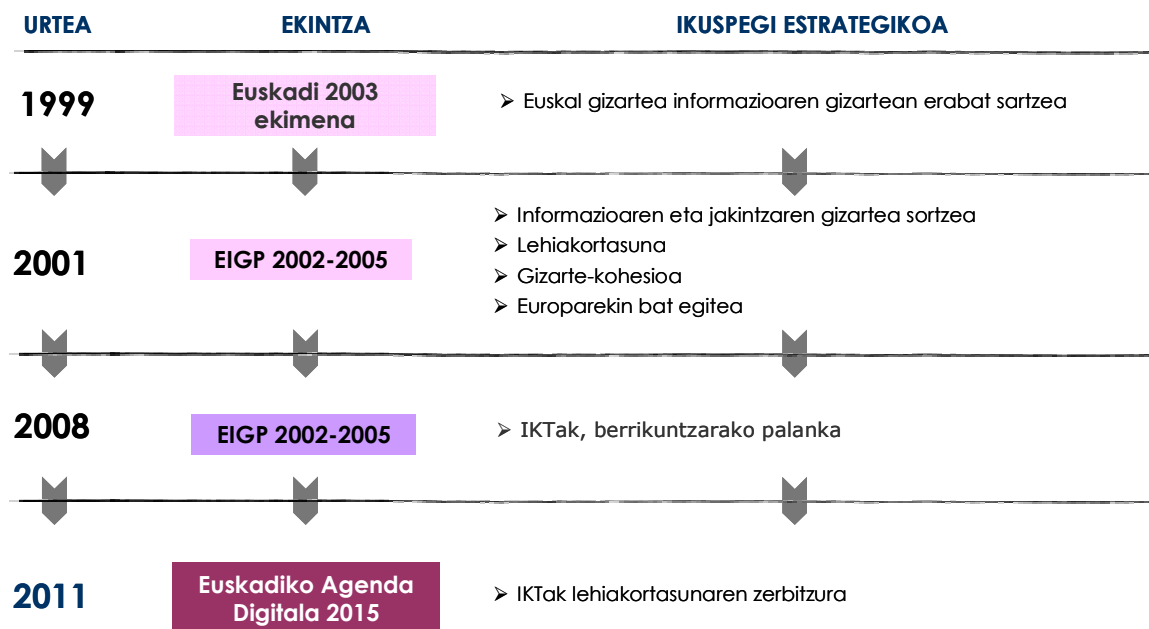 URTEA EKINTZA IKUSPEGI ESTRATEGIKOA
1999
Euskadi 2003
ekimena
➢ Euskal gizartea informazioaren gizartean erabat sartzea
2001
EIGP 2002-2005
➢ Informazioaren eta jakintzaren gizartea sortzea
➢ Lehiakortasuna
➢ Gizarte-kohesioa
➢ Europarekin bat egitea
2008
EIGP 2002-2005
➢ IKTak, berrikuntzarako palanka
2011
Euskadiko Agenda
Digitala 2015
➢ IKTak lehiakortasunaren zerbitzura